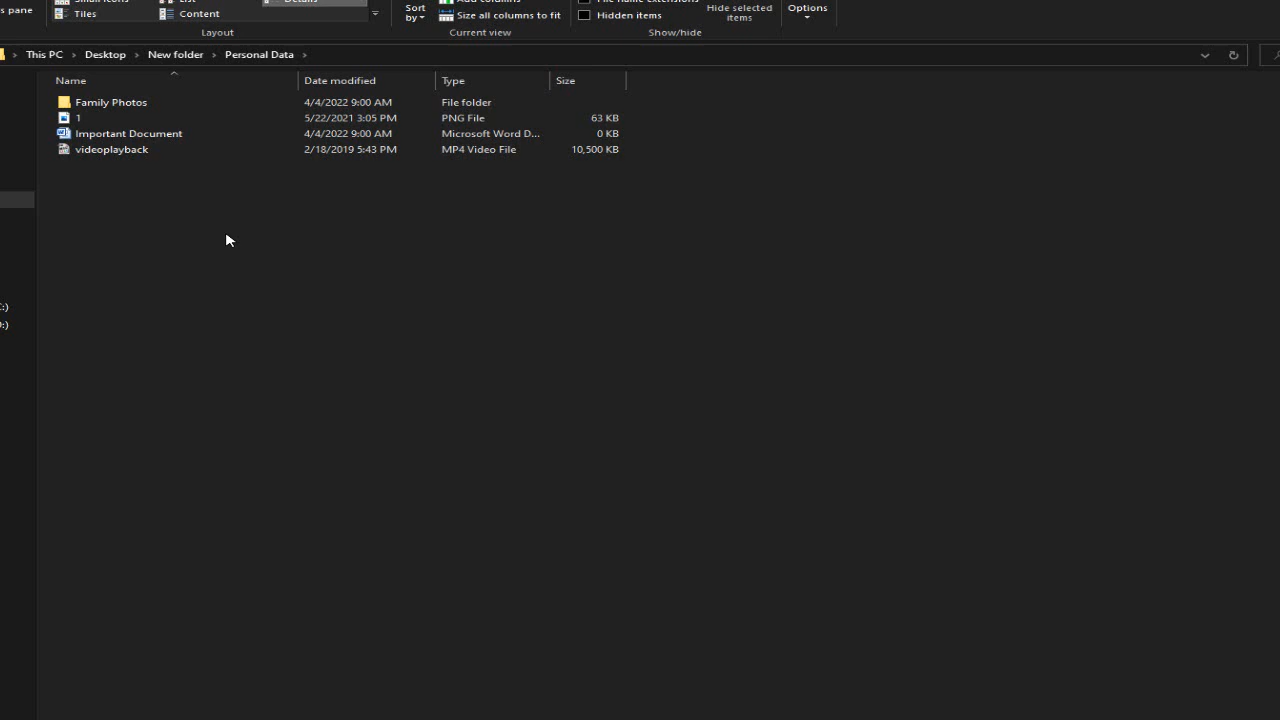 s pane
List
Tiles
Content
Layout
Sort
by
Size all columns to fit
Current view
Hidden items
Show/hide
Hide selected
items
Options
This PC > Desktop > New folder > Personal Data >
Name Date modified Type Size
Family Photos 4/4/2022 9:00 AM File folder
1 5/22/2021 3:05 PM PNG File 63 KB
Important Document 4/4/2022 9:00 AM Microsoft Word D... 0 KB
videoplayback 2/18/2019 5:43 PM MP4 Video File 10,500 KB
:)
:)